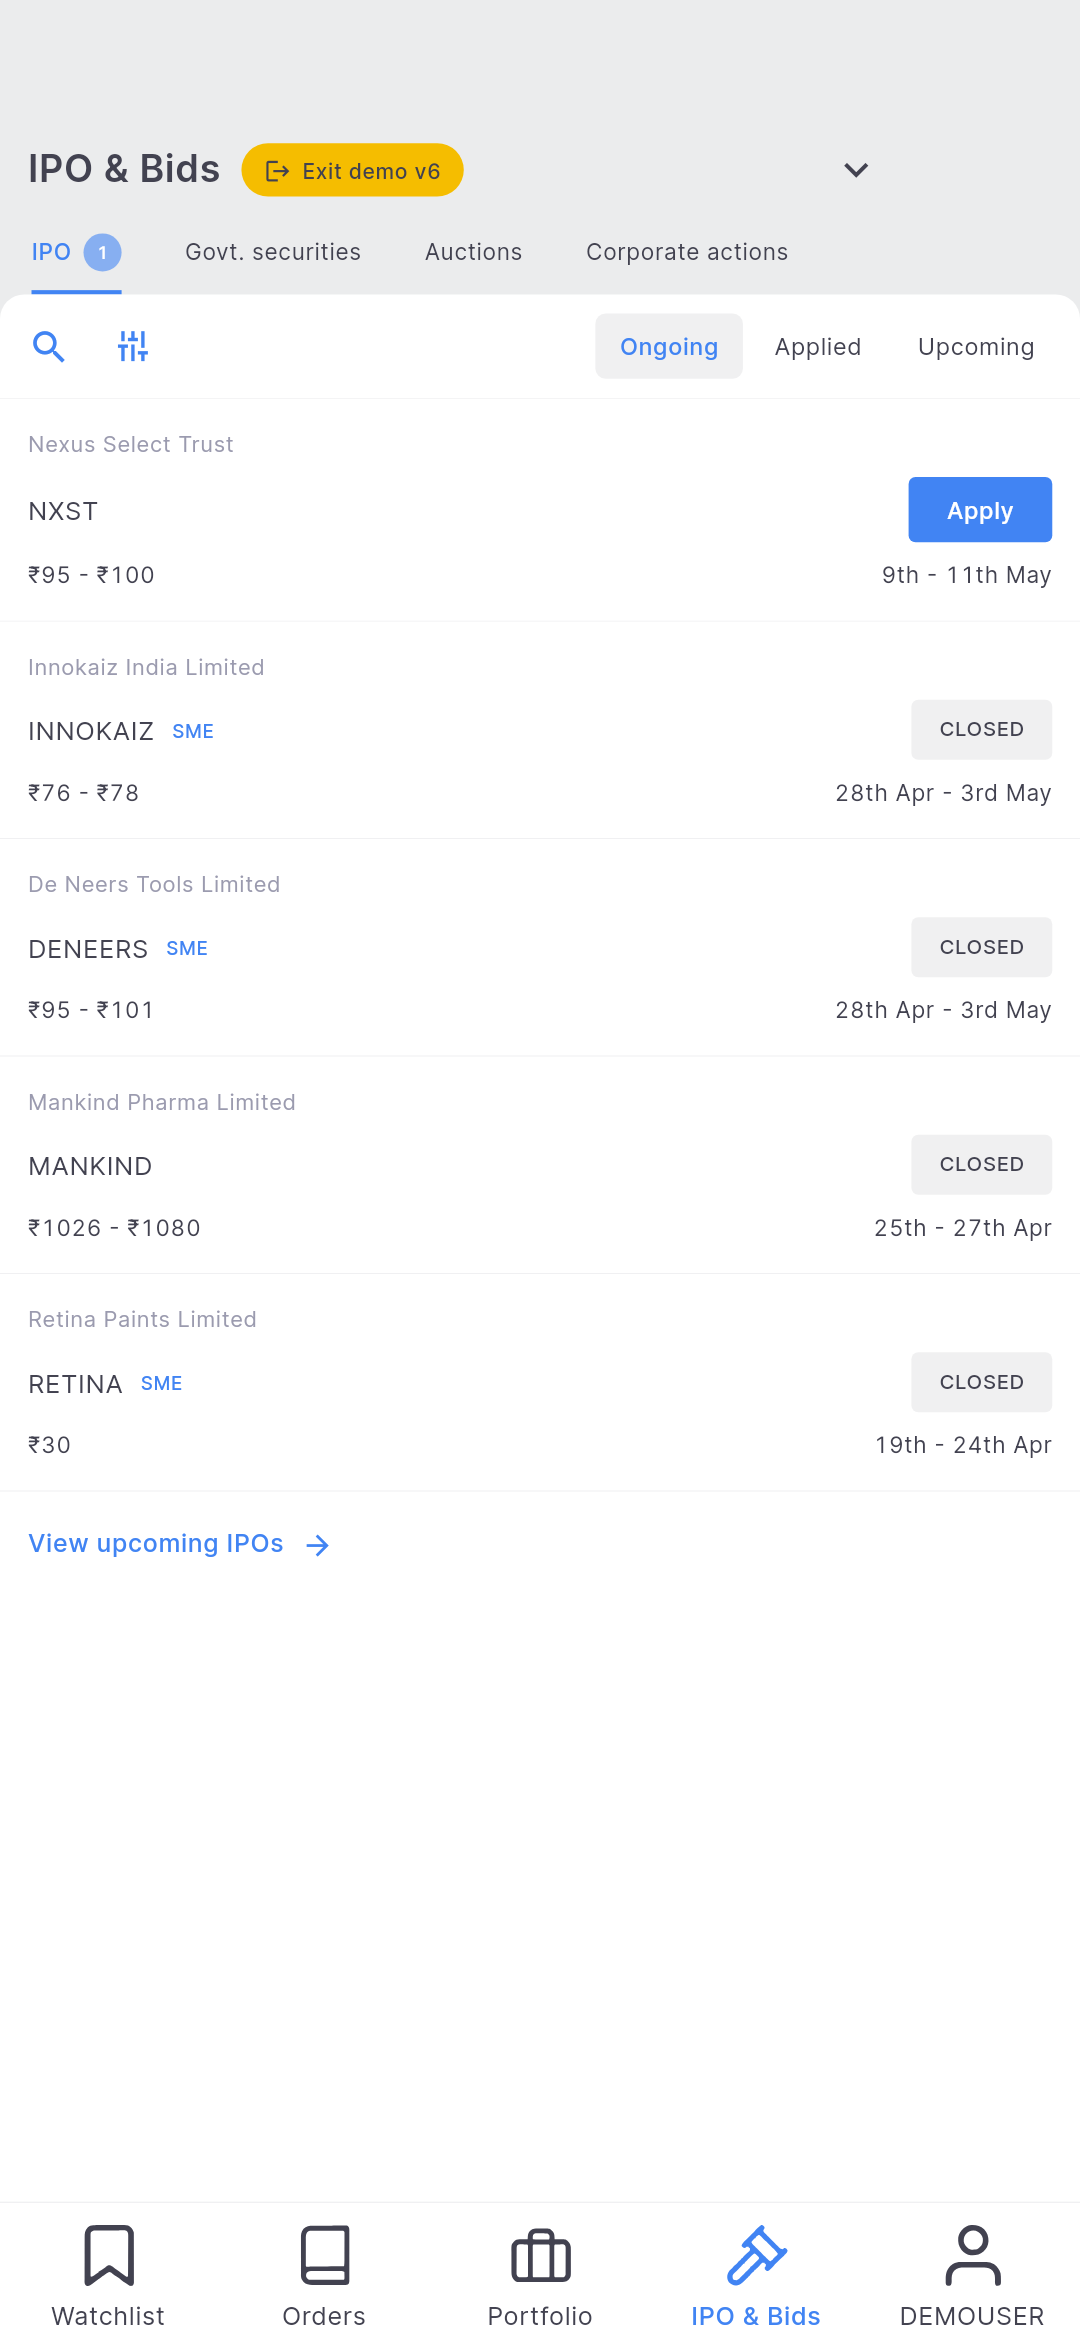 IPO & Bids Exit demo v6
IPO 1 Govt. securities Auctions Corporate actions
Ongoing Applied Upcoming
Nexus Select Trust
NXST Apply
₹95 - ₹100 9th - 11th May
Innokaiz India Limited
INNOKAIZ SME CLOSED
₹76 - ₹78 28th Apr - 3rd May
De Neers Tools Limited
DENEERS SME CLOSED
₹95 - ₹101 28th Apr - 3rd May
Mankind Pharma Limited
MANKIND CLOSED
₹1026 - ₹1080 25th - 27th Apr
Retina Paints Limited
RETINA SME CLOSED
₹30 19th - 24th Apr
View upcoming IPOs
Watchlist Orders Portfolio IPO & Bids DEMOUSER